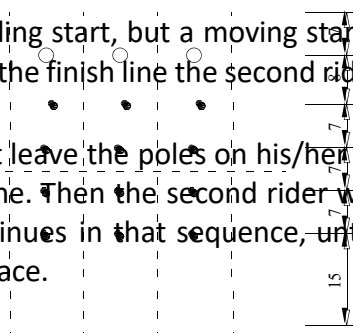 ling start, but a moving star
the finish line the second rid
t leave the poles on his/her
ne. Then the second rider w
inues in that sequence, unt
ace.
7
7
7
15